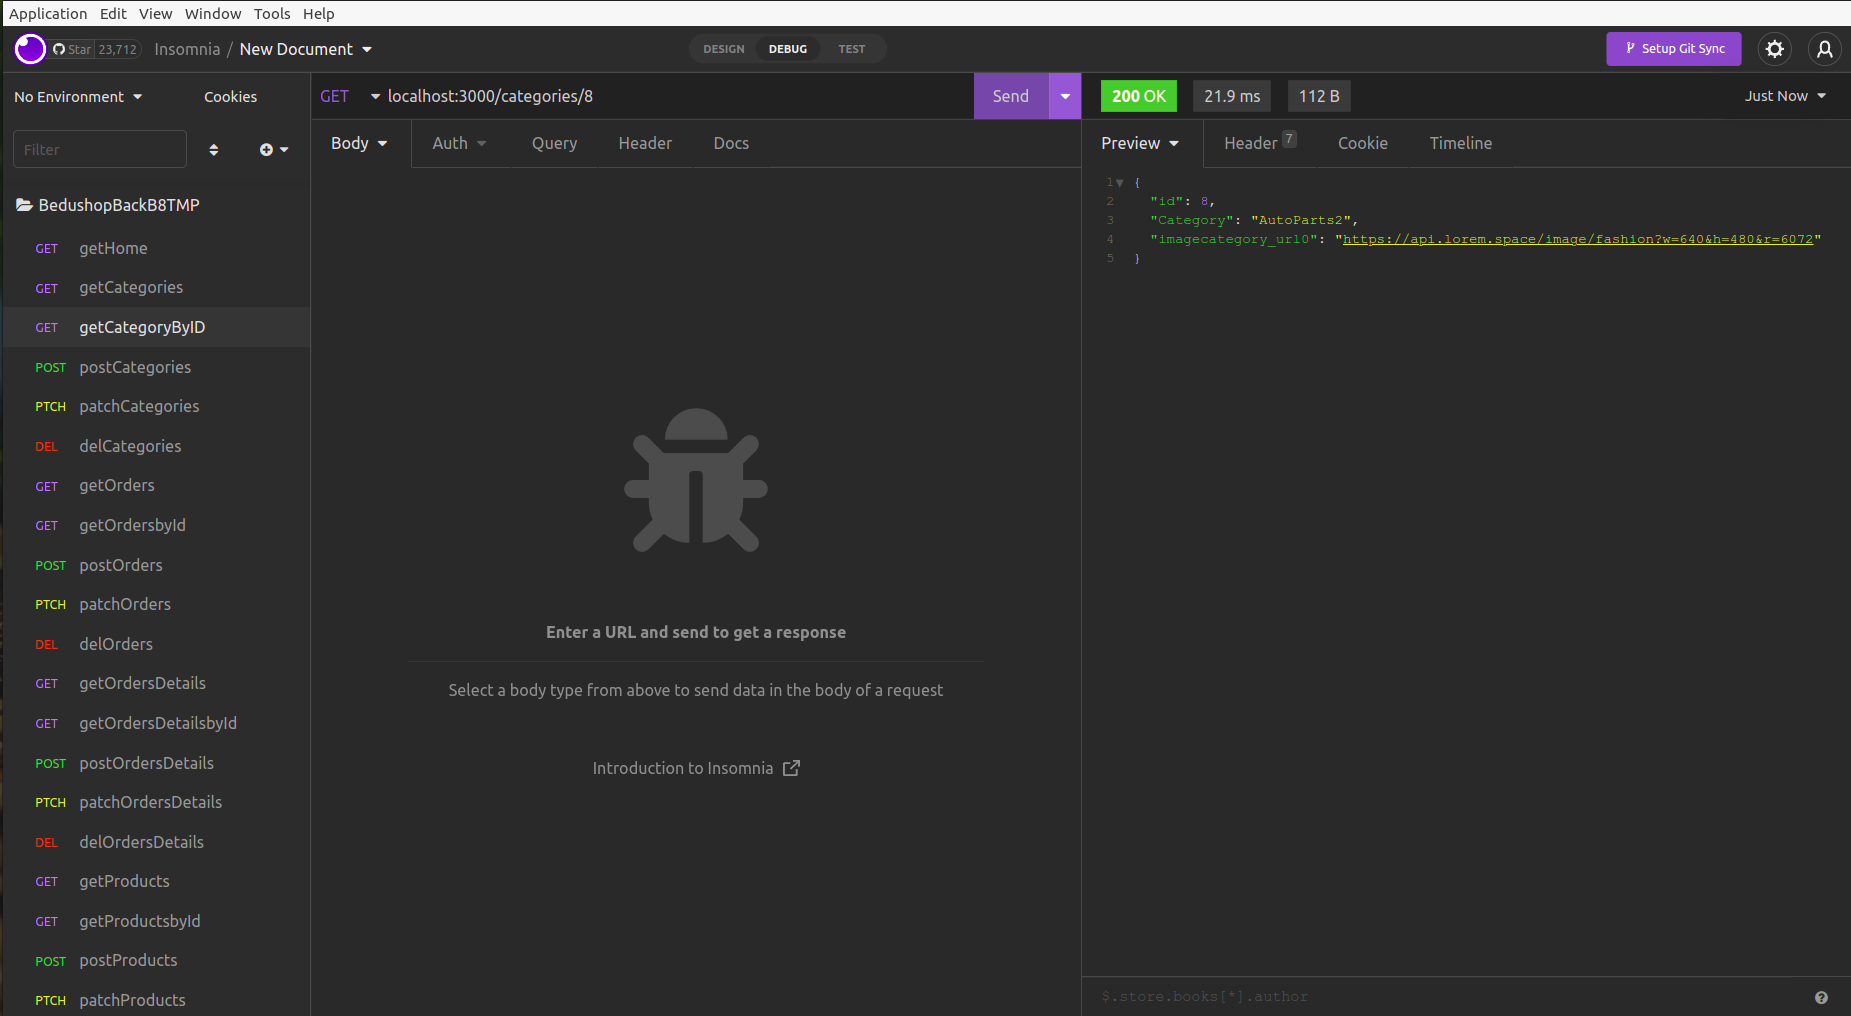 Application Edit View Window Tools Help
Star 23,712 Insomnia / New Document DESIGN DEBUG TEST Setup Git Sync
No Environment Cookies GET localhost:3000/categories/8 Send 200 OK 21.9 ms 112 B Just Now
Filter
Body Auth Query Header Docs
Preview Header 7 Cookie Timeline
BedushopBackB8TMP
GET getHome
GET getCategories
GET getCategoryByID
POST postCategories
PTCH patchCategories
DEL delCategories
GET getOrders
GET getOrdersbyId
POST postOrders
PTCH patchOrders
DEL delOrders
GET getOrdersDetails
GET getOrdersDetailsbyId
POST postOrdersDetails
PTCH patchOrdersDetails
DEL delOrdersDetails
GET getProducts
GET getProductsbyId
POST postProducts
PTCH patchProducts
Enter a URL and send to get a response
Select a body type from above to send data in the body of a request
Introduction to Insomnia
1 {
2 "id": 8,
3 "Category": "AutoParts2",
4 "imagecategory_url0": "https://api.lorem.space/image/fashion?w=640&h=480&r=6072"
5 }
$.store.books[*].author